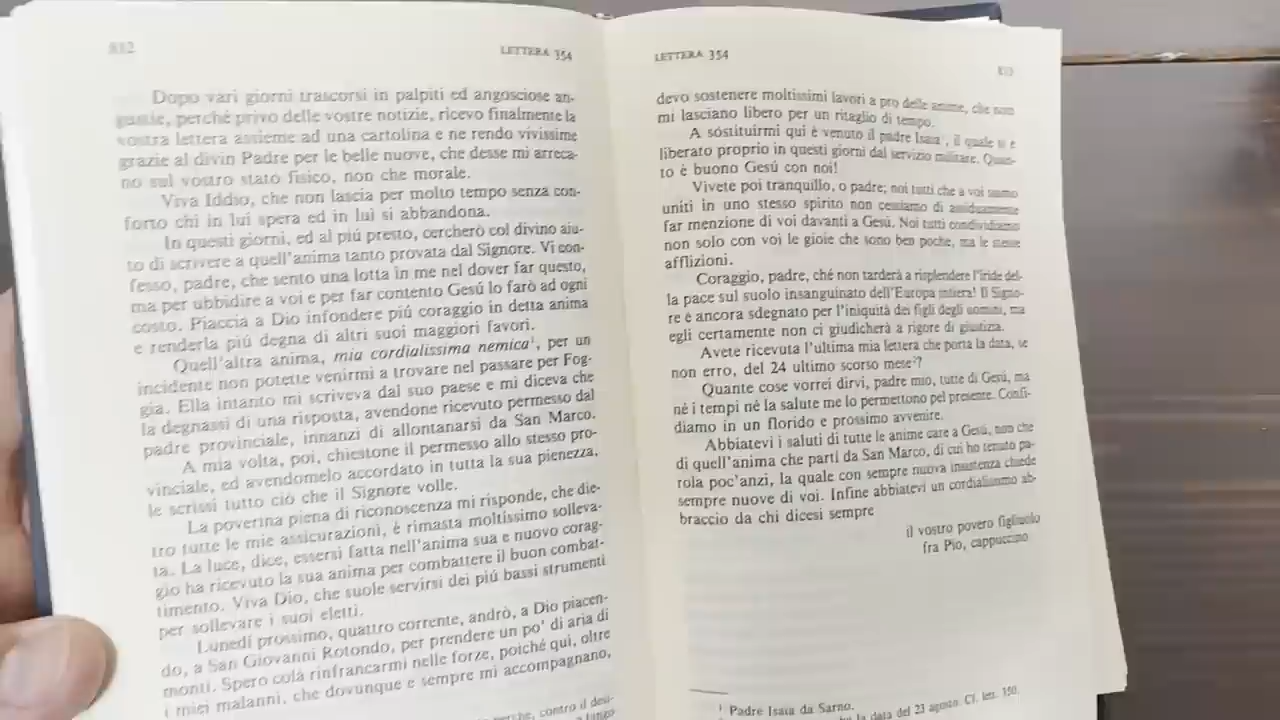 812
LETTERA 354
Dopo vari giorni trascorsi in palpiti ed angosciose an-
gustie, perché privo delle vostre notizie, ricevo finalmente la
vostra lettera assieme ad una cartolina e ne rendo vivissime
grazie al divin Padre per le belle nuove, che desse mi arreca-
no sul vostro stato fisico, non che morale.
Viva Iddio, che non lascia per molto tempo senza con-
forto chi in lui spera ed in lui si abbandona.
In questi giorni, ed al piú presto, cercherò col divino aiu-
to di scrivere a quell'anima tanto provata dal Signore. Vi con-
fesso, padre, che sento una lotta in me nel dover far questo,
ma per ubbidire a voi e per far contento Gesú lo farò ad ogni
costo. Piaccia a Dio infondere piú coraggio in detta anima
e renderla piú degna di altri suoi maggiori favori.
Quell'altra anima, mia cordialissima nemica¹, per un
incidente non potette venirmi a trovare nel passare per Fog-
gia. Ella intanto mi scriveva dal suo paese e mi diceva che
la degnassi di una risposta, avendone ricevuto permesso dal
padre provinciale, innanzi di allontanarsi da San Marco.
A mia volta, poi, chiestone il permesso allo stesso pro-
vinciale, ed avendomelo accordato in tutta la sua pienezza,
le scrissi tutto ciò che il Signore volle.
La poverina piena di riconoscenza mi risponde, che die-
tro tutte le mie assicurazioni, è rimasta moltissimo solleva-
ta. La luce, dice, essersi fatta nell'anima sua e nuovo corag-
gio ha ricevuto la sua anima per combattere il buon combat-
timento. Viva Dio, che suole servirsi dei piú bassi strumenti
per sollevare i suoi eletti.
Lunedí prossimo, quattro corrente, andrò, a Dio piacen-
do, a San Giovanni Rotondo, per prendere un po' di aria di
monti. Spero colà rinfrancarmi nelle forze, poiché qui, oltre
i miei malanni, che dovunque e sempre mi accompagnano,
perche, contro il desi-
LETTERA 354
813
devo sostenere moltissimi lavori a pro delle anime, che non
mi lasciano libero per un ritaglio di tempo.
A sostituirmi qui è venuto il padre Isaia¹, il quale si è
liberato proprio in questi giorni dal servizio militare. Quan-
to è buono Gesú con noi!
Vivete poi tranquillo, o padre; noi tutti che a voi siamo
uniti in uno stesso spirito non cessiamo di assiduamente
far menzione di voi davanti a Gesú. Noi tutti condividiamo
non solo con voi le gioie che sono ben poche, ma le stesse
afflizioni.
Coraggio, padre, ché non tarderà a risplendere l'iride del-
la pace sul suolo insanguinato dell'Europa intiera! Il Signo-
re è ancora sdegnato per l'iniquità dei figli degli uomini, ma
egli certamente non ci giudicherà a rigore di giustizia.
Avete ricevuta l'ultima mia lettera che porta la data, se
non erro, del 24 ultimo scorso mese²?
Quante cose vorrei dirvi, padre mio, tutte di Gesú, ma
né i tempi né la salute me lo permettono pel presente. Confi-
diamo in un florido e prossimo avvenire.
Abbiatevi i saluti di tutte le anime care a Gesú, non che
di quell'anima che partí da San Marco, di cui ho tenuto pa-
rola poc'anzi, la quale con sempre nuova insistenza chiede
sempre nuove di voi. Infine abbiatevi un cordialissimo ab-
braccio da chi dicesi sempre
il vostro povero figliuolo
fra Pio, cappuccino
¹ Padre Isaia da Sarno.
la data del 23 agosto. Cf. lett. 350.